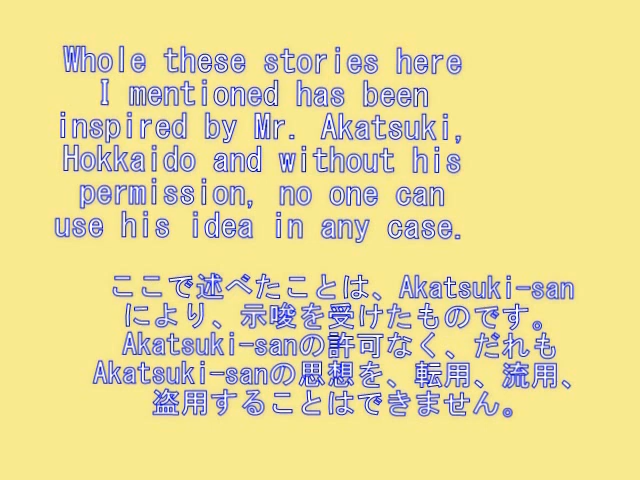 Whole these stories here
I mentioned has been
inspired by Mr. Akatsuki,
Hokkaido and without his
permission, no one can
use his idea in any case.
ここで述べたことは、Akatsuki-san
により、示唆を受けたものです。
Akatsuki-sanの許可なく、だれも
Akatsuki-sanの思想を、転用、流用、
盗用することはできません。